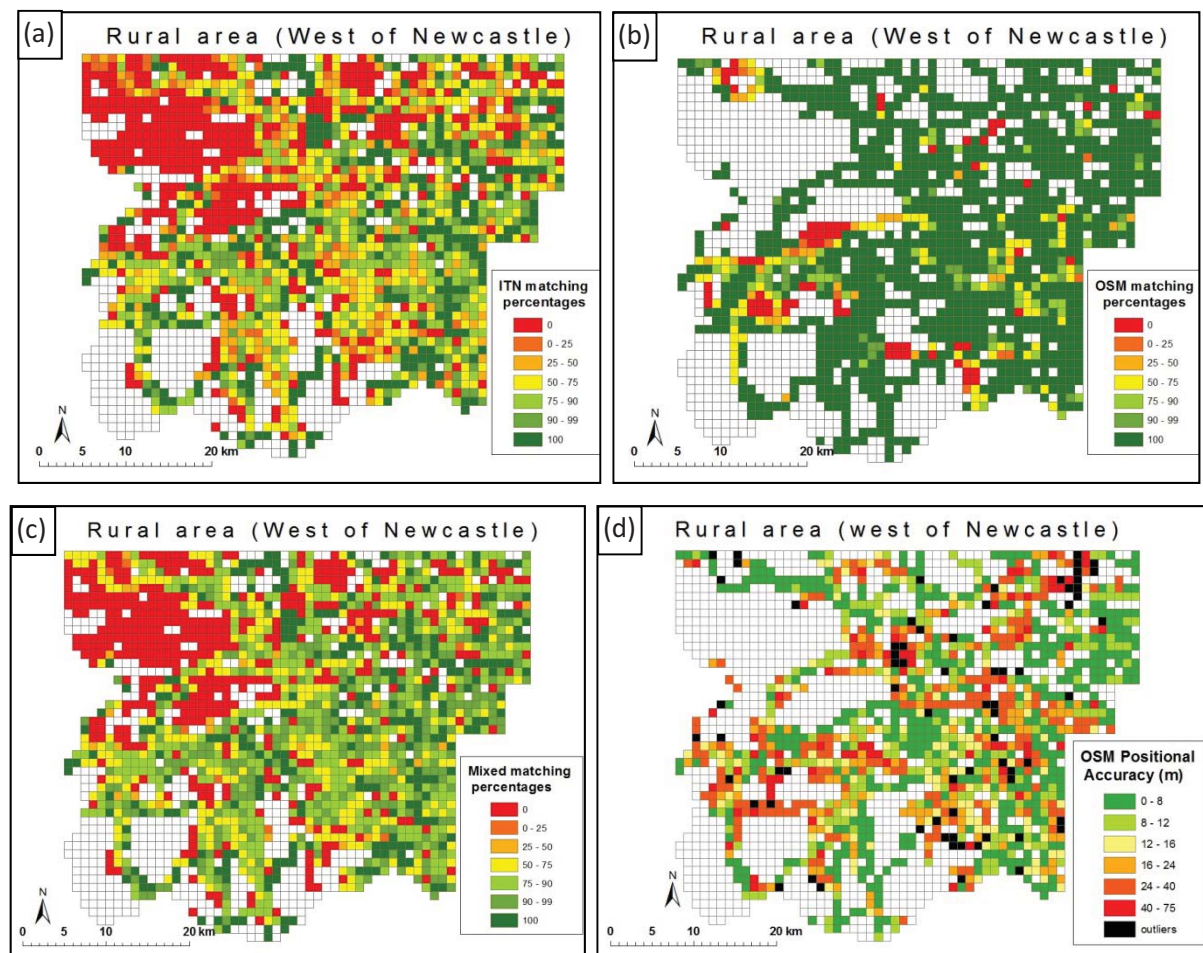 (a)
Rural area (West of Newcastle)
ITN matching
percentages
0
0 - 25
25 - 50
50 - 75
75 - 90
90 - 99
100
N
0 5 10 20 km
(b)
Rural area (West of Newcastle)
OSM matching
percentages
0
0 - 25
25 - 50
50 - 75
75 - 90
90 - 99
100
N
0 5 10 20 km
(c)
Rural area (West of Newcastle)
Mixed matching
percentages
0
0 - 25
25 - 50
50 - 75
75 - 90
90 - 99
100
N
0 5 10 20 km
(d)
Rural area (west of Newcastle)
OSM Positional
Accuracy (m)
0 - 8
8 - 12
12 - 16
16 - 24
24 - 40
40 - 75
outliers
N
0 5 10 20 km